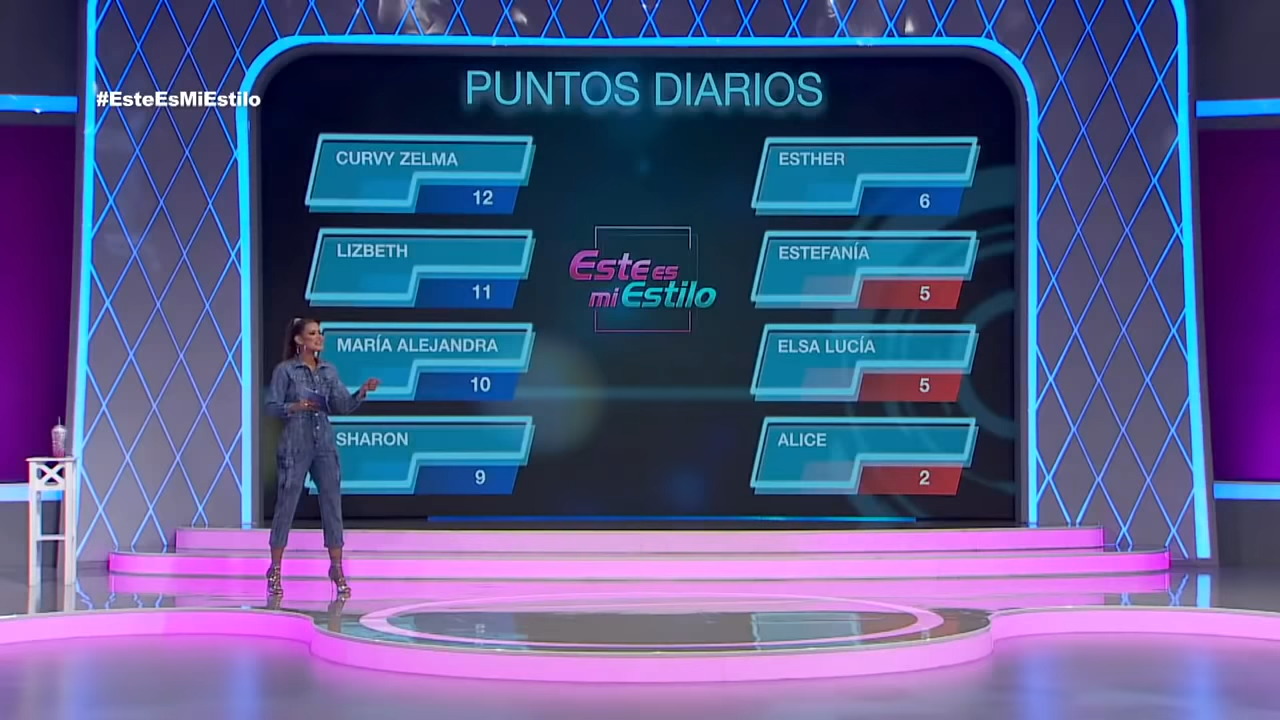 #EsteEsMiEstilo
PUNTOS DIARIOS
CURVY ZELMA
12
LIZBETH
11
MARÍA ALEJANDRA
10
SHARON
9
Este es
mi Estilo
ESTHER
6
ESTEFANÍA
5
ELSA LUCÍA
5
ALICE
2